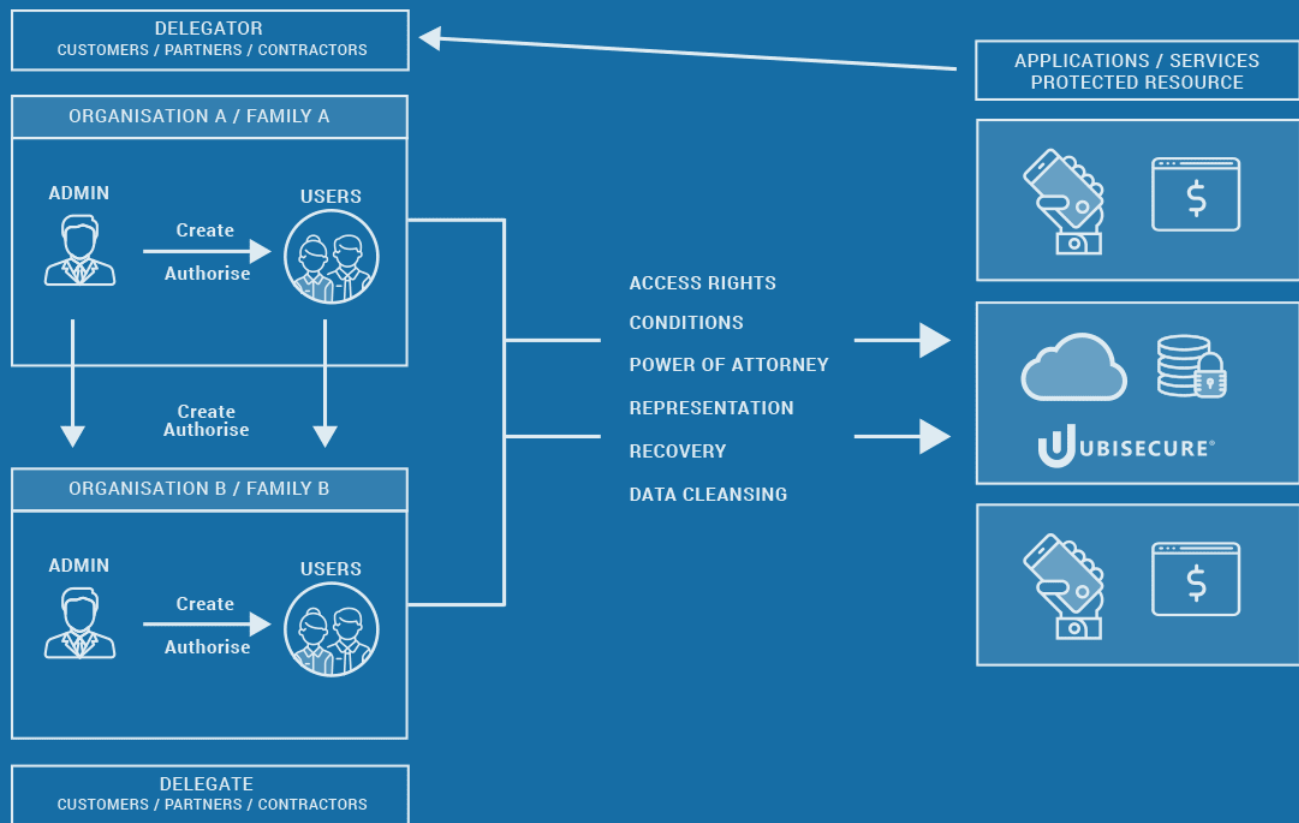 DELEGATOR
CUSTOMERS / PARTNERS / CONTRACTORS
ORGANISATION A / FAMILY A
ADMIN
USERS
Create
Authorise
Create
Authorise
ORGANISATION B / FAMILY B
ADMIN
USERS
Create
Authorise
DELEGATE
CUSTOMERS / PARTNERS / CONTRACTORS
ACCESS RIGHTS
CONDITIONS
POWER OF ATTORNEY
REPRESENTATION
RECOVERY
DATA CLEANSING
APPLICATIONS / SERVICES
PROTECTED RESOURCE
$
UBISECURE®
$